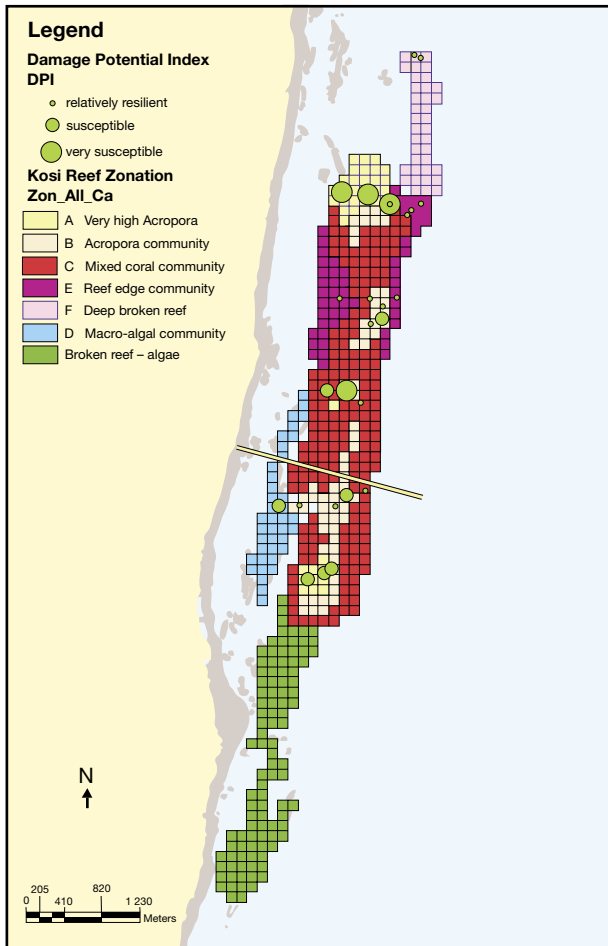 Legend
Damage Potential Index
DPI
relatively resilient
susceptible
very susceptible
Kosi Reef Zonation
Zon_All_Ca
A Very high Acropora
B Acropora community
C Mixed coral community
E Reef edge community
F Deep broken reef
D Macro-algal community
Broken reef – algae
N
205 820
0 410 1 230
Meters